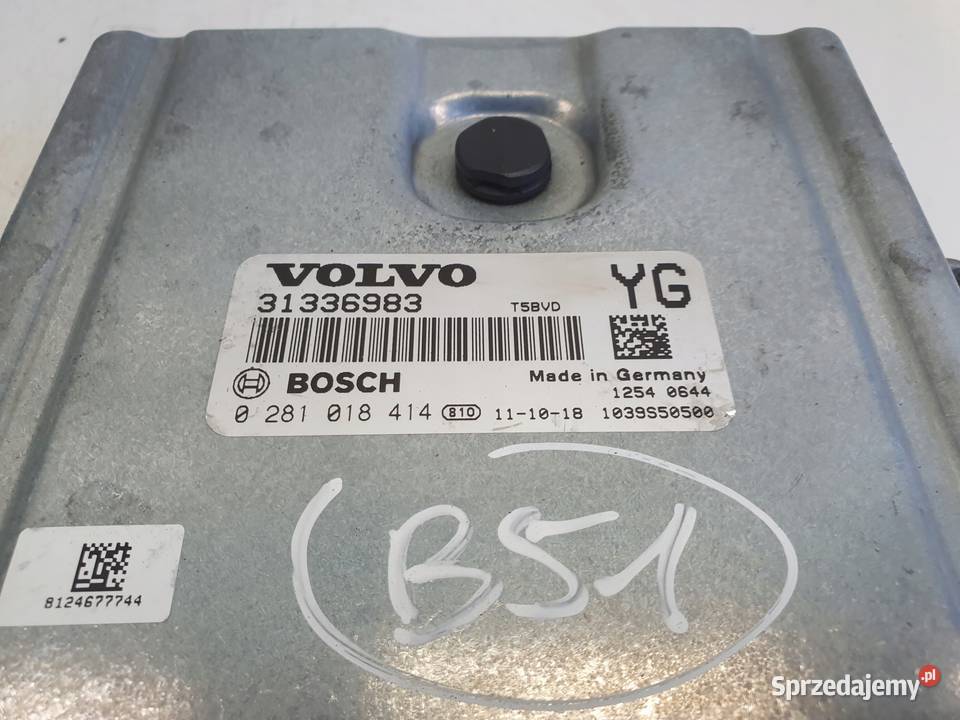 VOLVO
YG
31336983
T5BVD
BOSCH
Made in Germany
1254 0644
0 281 018 414 810 11-10-18 1039S50500
B51
8124677744
Sprzedajemy.pl